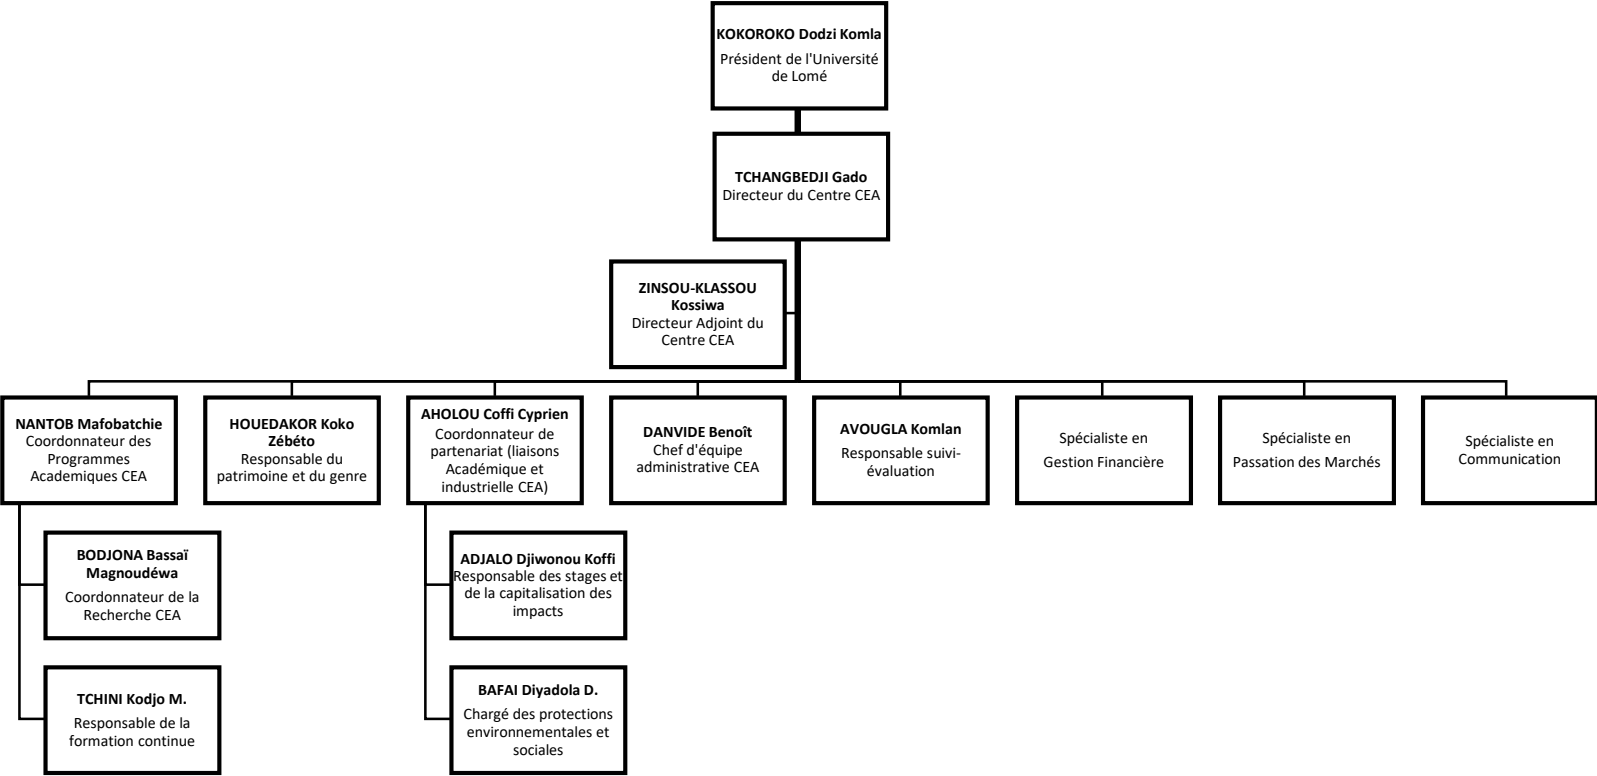 KOKOROKO Dodzi Komla
Président de l'Université
de Lomé
TCHANGBEDJI Gado
Directeur du Centre CEA
ZINSOU-KLASSOU
Kossiwa
Directeur Adjoint du
Centre CEA
NANTOB Mafobatchie
Coordonnateur des
Programmes
Academiques CEA
HOUEDAKOR Koko
Zébéto
Responsable du
patrimoine et du genre
AHOLOU Coffi Cyprien
Coordonnateur de
partenariat (liaisons
Académique et
industrielle CEA)
DANVIDE Benoît
Chef d'équipe
administrative CEA
AVOUGLA Komlan
Responsable suivi-
évaluation
Spécialiste en
Gestion Financière
Spécialiste en
Passation des Marchés
Spécialiste en
Communication
BODJONA Bassaï
Magnoudéwa
Coordonnateur de la
Recherche CEA
TCHINI Kodjo M.
Responsable de la
formation continue
ADJALO Djiwonou Koffi
Responsable des stages et
de la capitalisation des
impacts
BAFAI Diyadola D.
Chargé des protections
environnementales et
sociales